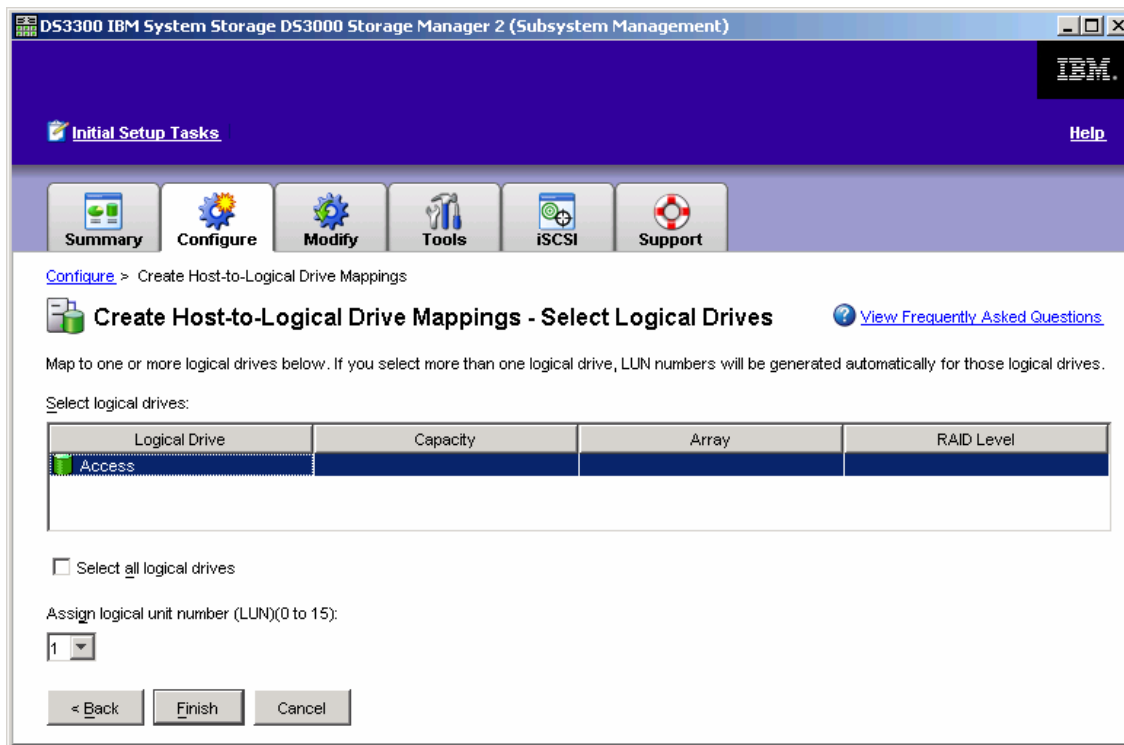 DS3300 IBM System Storage DS3000 Storage Manager 2 (Subsystem Management)
IBM.
Initial Setup Tasks
Help
Summary Configure Modify Tools iSCSI Support
Configure > Create Host-to-Logical Drive Mappings
Create Host-to-Logical Drive Mappings - Select Logical Drives
View Frequently Asked Questions
Map to one or more logical drives below. If you select more than one logical drive, LUN numbers will be generated automatically for those logical drives.
Select logical drives:
Logical Drive Capacity Array RAID Level
Access
Select all logical drives
Assign logical unit number (LUN)(0 to 15):
1
< Back Finish Cancel